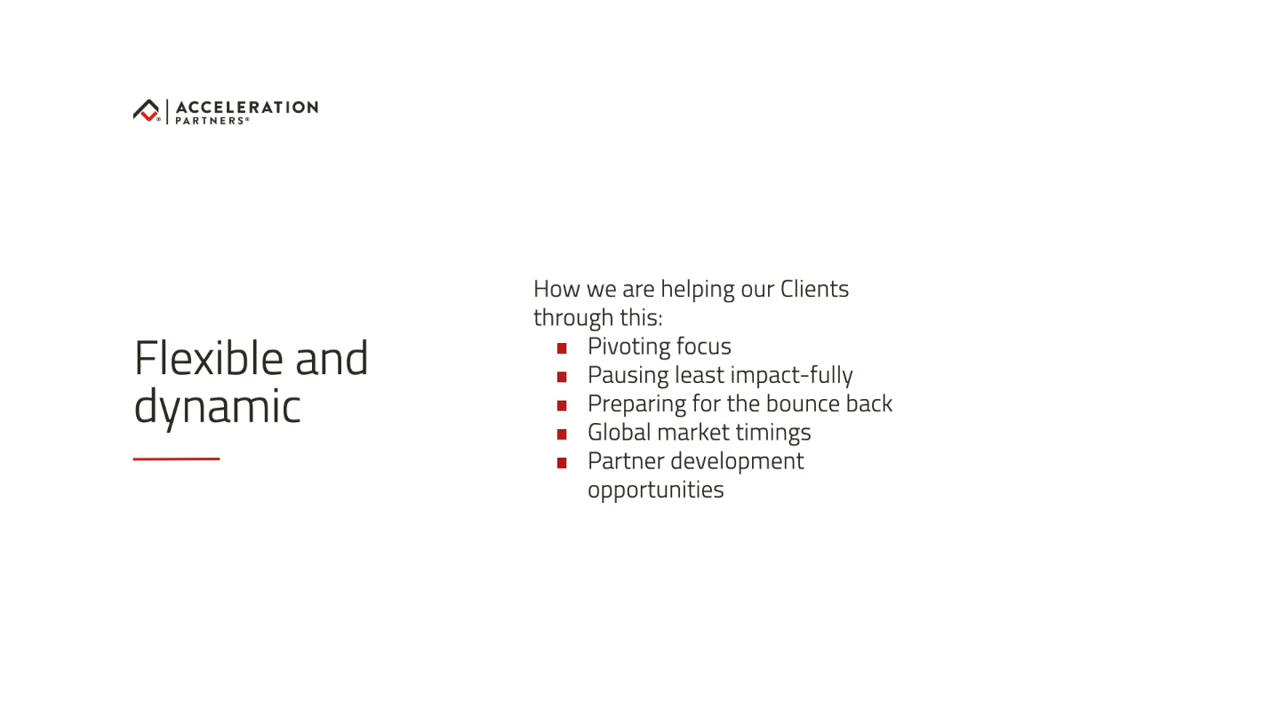 ACCELERATION
PARTNERS®
Flexible and
dynamic
How we are helping our Clients
through this:
■ Pivoting focus
■ Pausing least impact-fully
■ Preparing for the bounce back
■ Global market timings
■ Partner development
opportunities